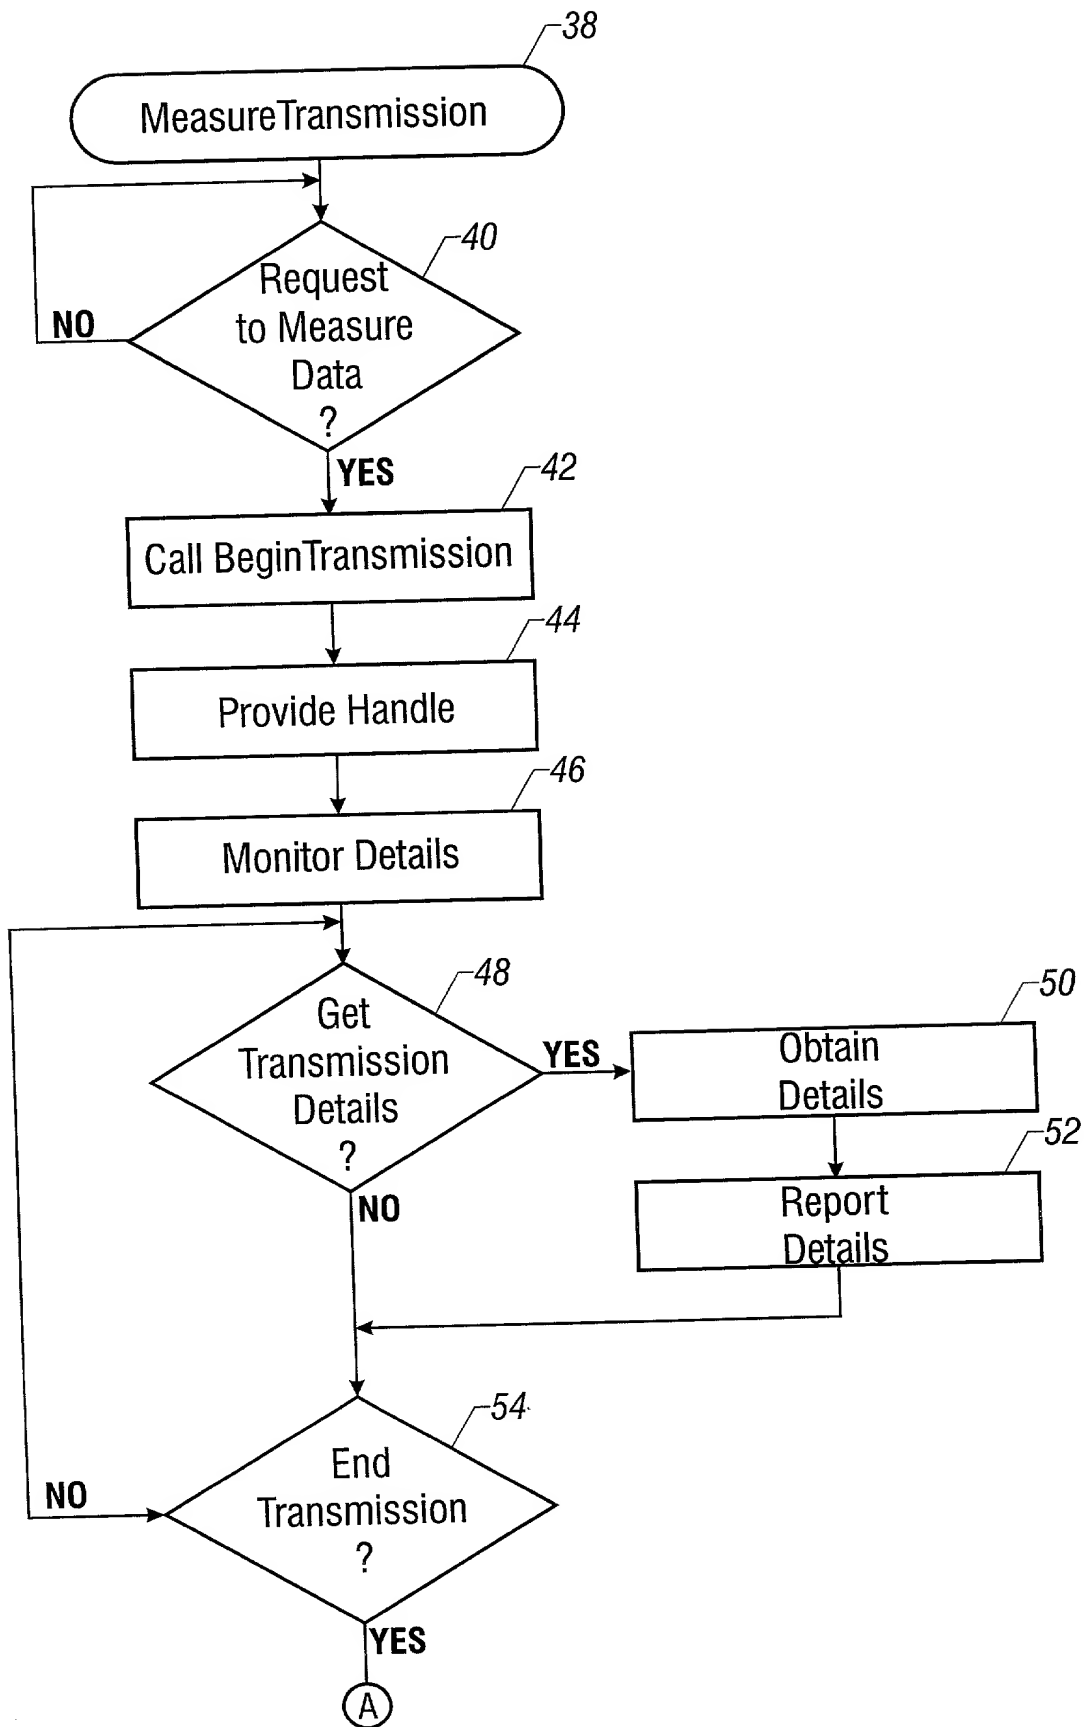 38
MeasureTransmission
40
Request
to Measure
Data
?
NO
YES
42
Call BeginTransmission
44
Provide Handle
46
Monitor Details
48
Get
Transmission
Details
?
YES
50
Obtain
Details
52
Report
Details
NO
54
End
Transmission
?
NO
YES
A